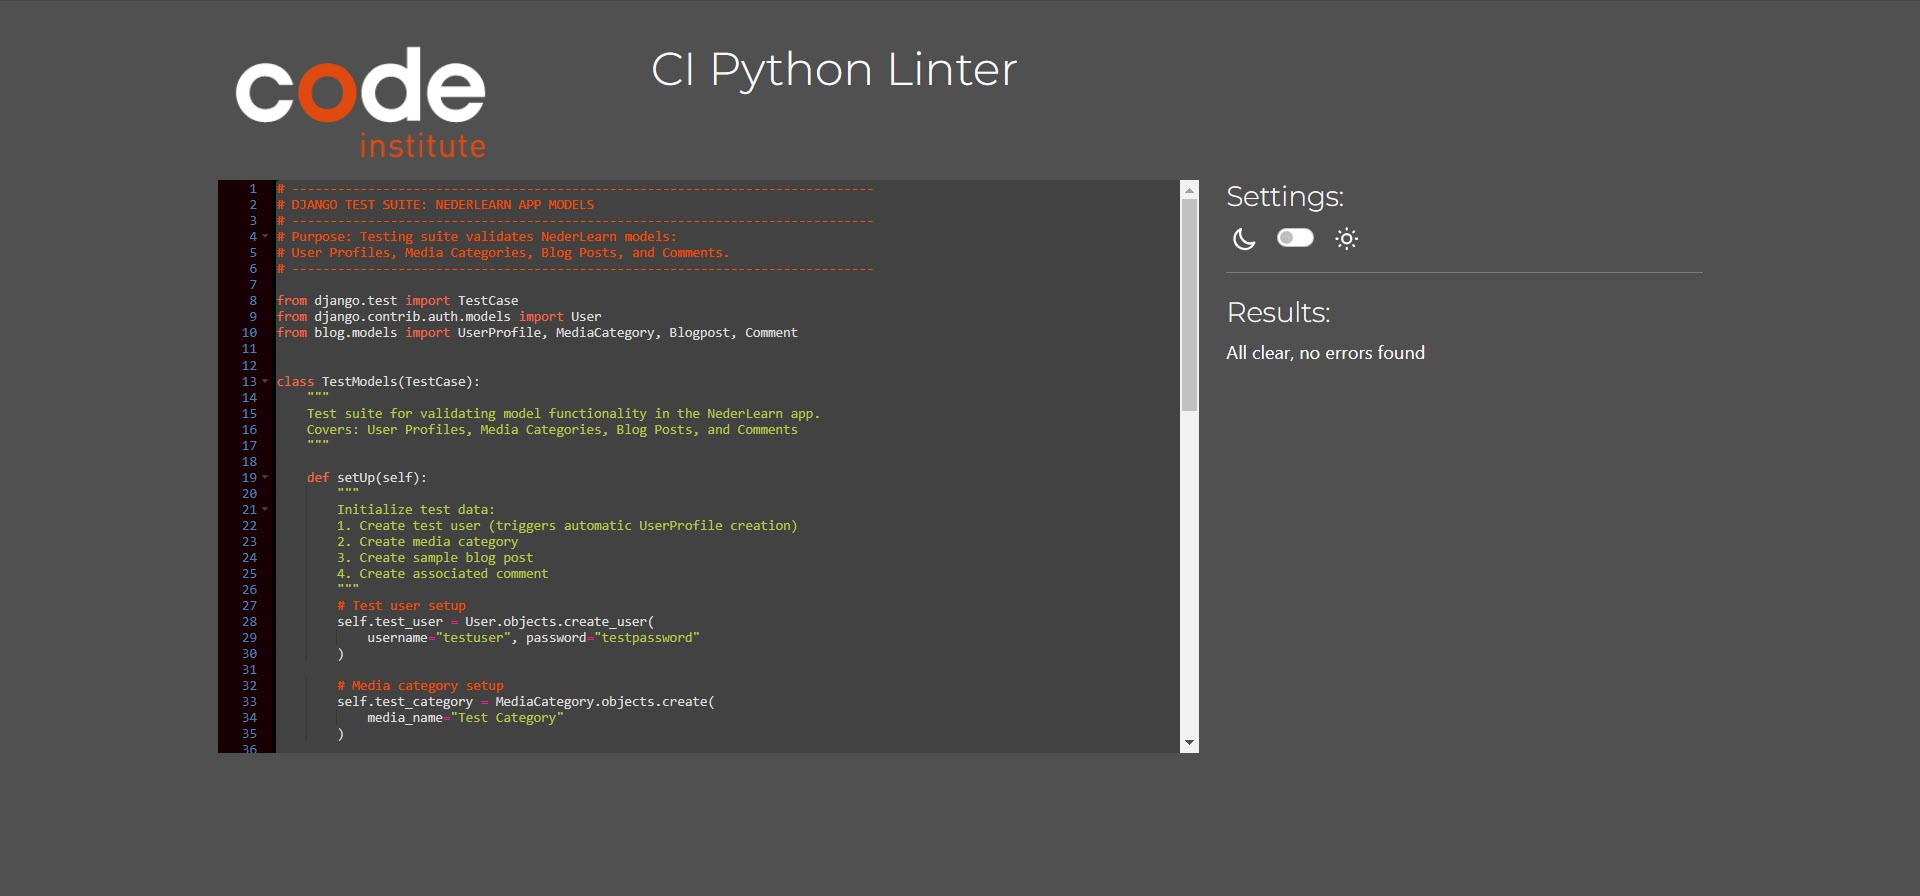 code
institute
CI Python Linter
1 # -----------------------------------------------------------------------------
2 # DJANGO TEST SUITE: NEDERLEARN APP MODELS
3 # -----------------------------------------------------------------------------
4 # Purpose: Testing suite validates NederLearn models:
5 # User Profiles, Media Categories, Blog Posts, and Comments.
6 # -----------------------------------------------------------------------------
7
8 from django.test import TestCase
9 from django.contrib.auth.models import User
10 from blog.models import UserProfile, MediaCategory, Blogpost, Comment
11
12
13 class TestModels(TestCase):
14     """
15     Test suite for validating model functionality in the NederLearn app.
16     Covers: User Profiles, Media Categories, Blog Posts, and Comments
17     """
18
19     def setUp(self):
20         """
21         Initialize test data:
22         1. Create test user (triggers automatic UserProfile creation)
23         2. Create media category
24         3. Create sample blog post
25         4. Create associated comment
26         """
27         # Test user setup
28         self.test_user = User.objects.create_user(
29             username="testuser", password="testpassword"
30         )
31
32         # Media category setup
33         self.test_category = MediaCategory.objects.create(
34             media_name="Test Category"
35         )
36
Settings:
Results:
All clear, no errors found